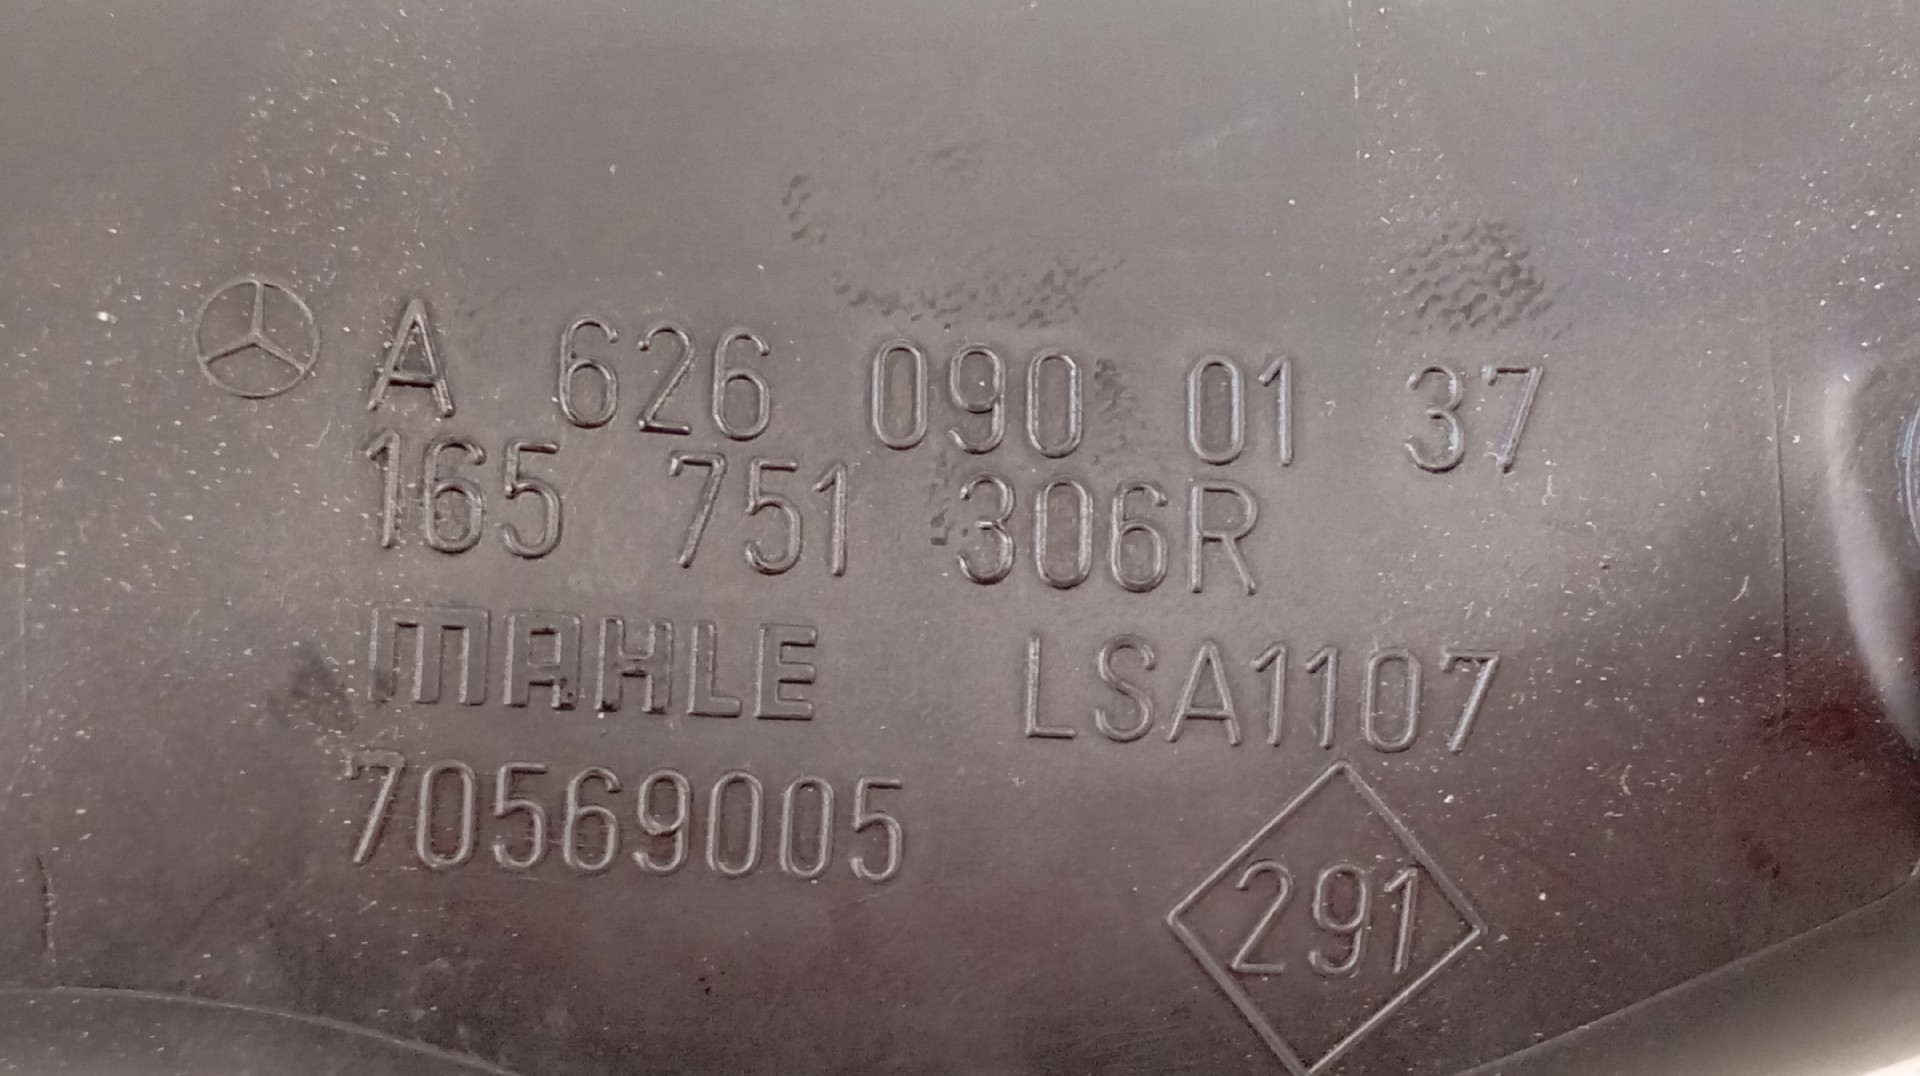 A 626 090 01 37
165 751 306R
MAHLE LSA1107
70569005
291